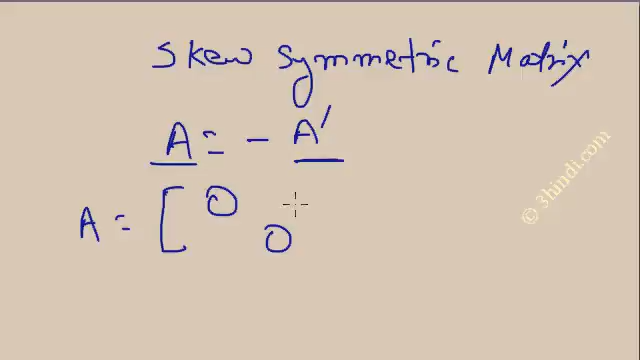 Skew Symmetric Matrix
A = - A'
A = [ 0
0
© 3hindi.com